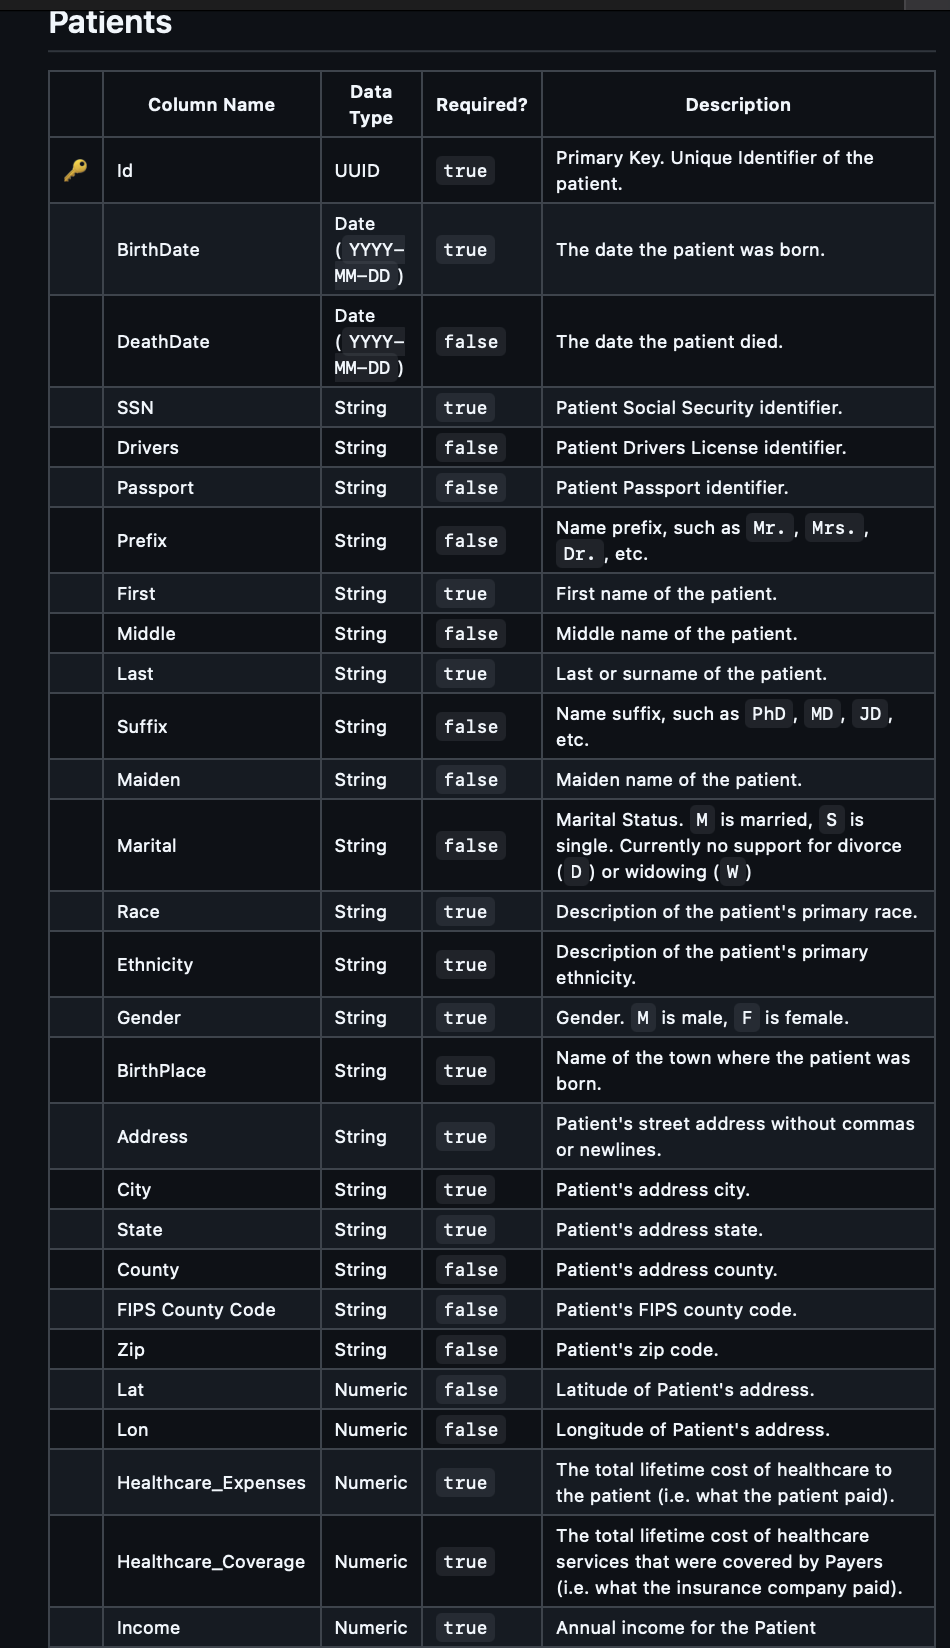 Patients
Column Name
Data
Type
Required?
Description
Id
UUID
true
Primary Key. Unique Identifier of the
patient.
BirthDate
Date
(YYYY-
MM-DD)
true
The date the patient was born.
DeathDate
Date
(YYYY-
MM-DD)
false
The date the patient died.
SSN
String
true
Patient Social Security identifier.
Drivers
String
false
Patient Drivers License identifier.
Passport
String
false
Patient Passport identifier.
Prefix
String
false
Name prefix, such as Mr., Mrs.,
Dr., etc.
First
String
true
First name of the patient.
Middle
String
false
Middle name of the patient.
Last
String
true
Last or surname of the patient.
Suffix
String
false
Name suffix, such as PhD, MD, JD,
etc.
Maiden
String
false
Maiden name of the patient.
Marital
String
false
Marital Status. M is married, S is
single. Currently no support for divorce
(D) or widowing (W)
Race
String
true
Description of the patient's primary race.
Ethnicity
String
true
Description of the patient's primary
ethnicity.
Gender
String
true
Gender. M is male, F is female.
BirthPlace
String
true
Name of the town where the patient was
born.
Address
String
true
Patient's street address without commas
or newlines.
City
String
true
Patient's address city.
State
String
true
Patient's address state.
County
String
false
Patient's address county.
FIPS County Code
String
false
Patient's FIPS county code.
Zip
String
false
Patient's zip code.
Lat
Numeric
false
Latitude of Patient's address.
Lon
Numeric
false
Longitude of Patient's address.
Healthcare_Expenses
Numeric
true
The total lifetime cost of healthcare to
the patient (i.e. what the patient paid).
Healthcare_Coverage
Numeric
true
The total lifetime cost of healthcare
services that were covered by Payers
(i.e. what the insurance company paid).
Income
Numeric
true
Annual income for the Patient